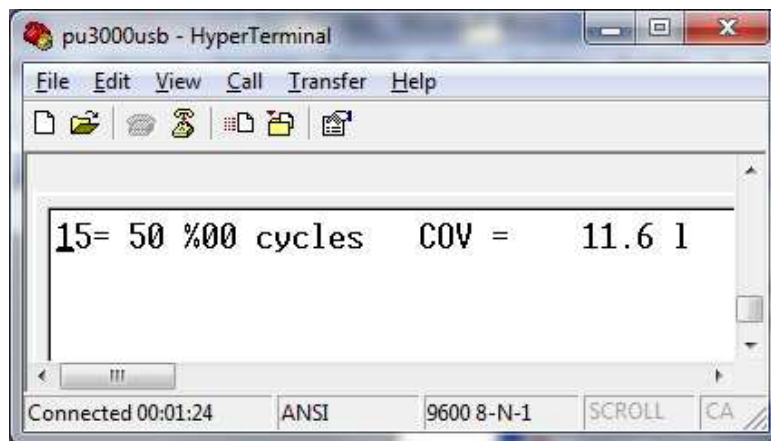 pu3000usb - HyperTerminal
File Edit View Call Transfer Help
15= 50 %00 cycles COV = 11.6 l
Connected 00:01:24 ANSI 9600 8-N-1 SCROLL CA